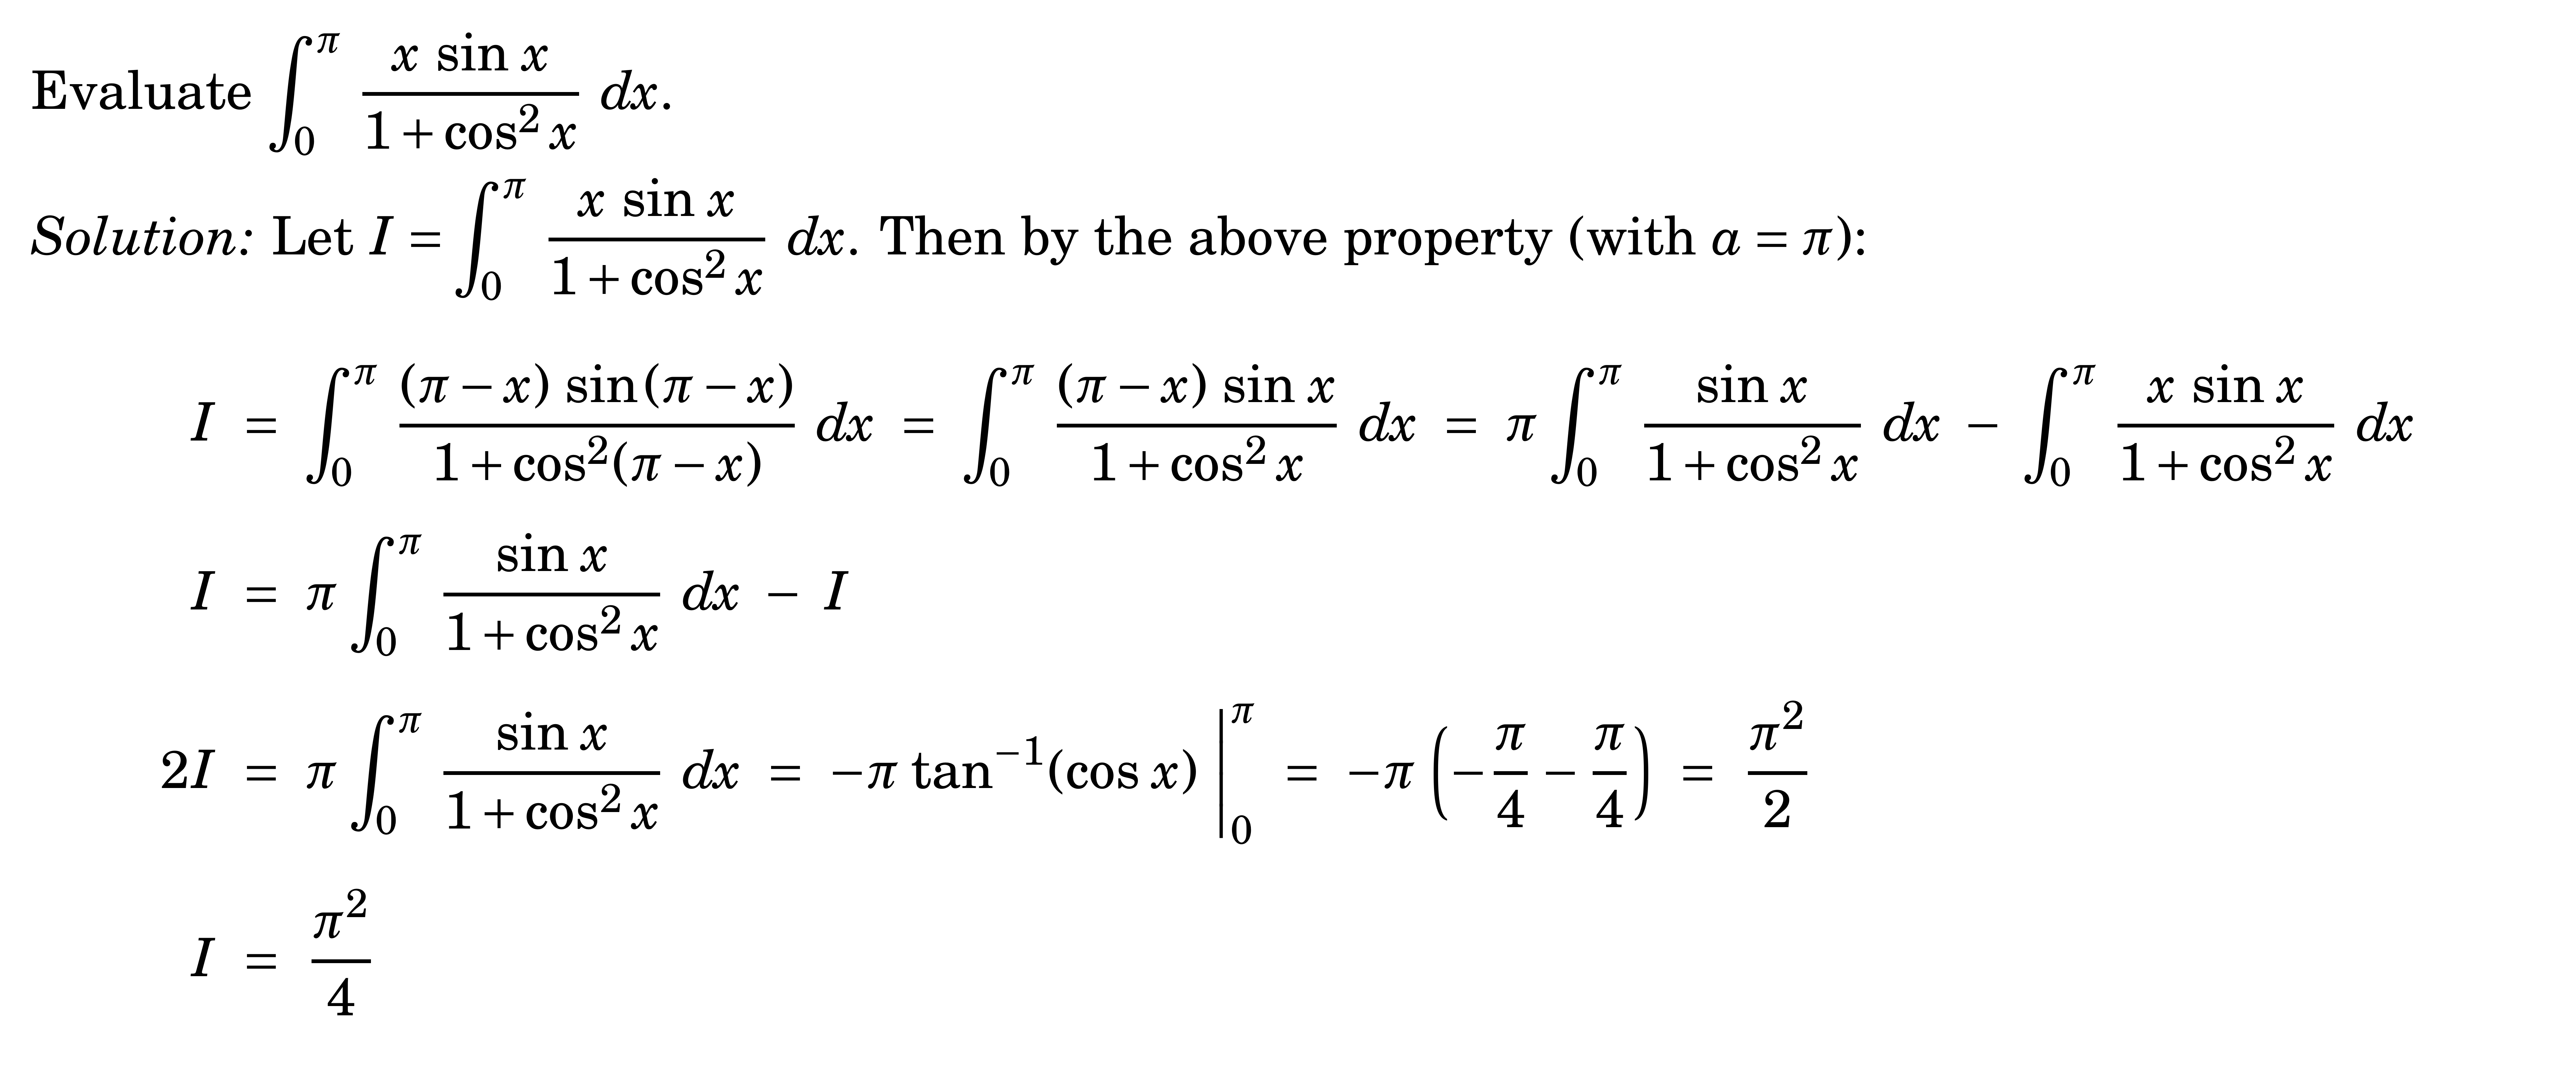 Evaluate $\int_0^\pi \frac{x \sin x}{1 + \cos^2 x}\,dx$.
Solution: Let $I = \int_0^\pi \frac{x \sin x}{1 + \cos^2 x}\,dx$. Then by the above property (with $a = \pi$):
$I = \int_0^\pi \frac{(\pi - x) \sin(\pi - x)}{1 + \cos^2(\pi - x)}\,dx = \int_0^\pi \frac{(\pi - x) \sin x}{1 + \cos^2 x}\,dx = \pi \int_0^\pi \frac{\sin x}{1 + \cos^2 x}\,dx - \int_0^\pi \frac{x \sin x}{1 + \cos^2 x}\,dx$
$I = \pi \int_0^\pi \frac{\sin x}{1 + \cos^2 x}\,dx - I$
$2I = \pi \int_0^\pi \frac{\sin x}{1 + \cos^2 x}\,dx = -\pi \tan^{-1}(\cos x) \Big|_0^\pi = -\pi \left(-\frac{\pi}{4} - \frac{\pi}{4}\right) = \frac{\pi^2}{2}$
$I = \frac{\pi^2}{4}$